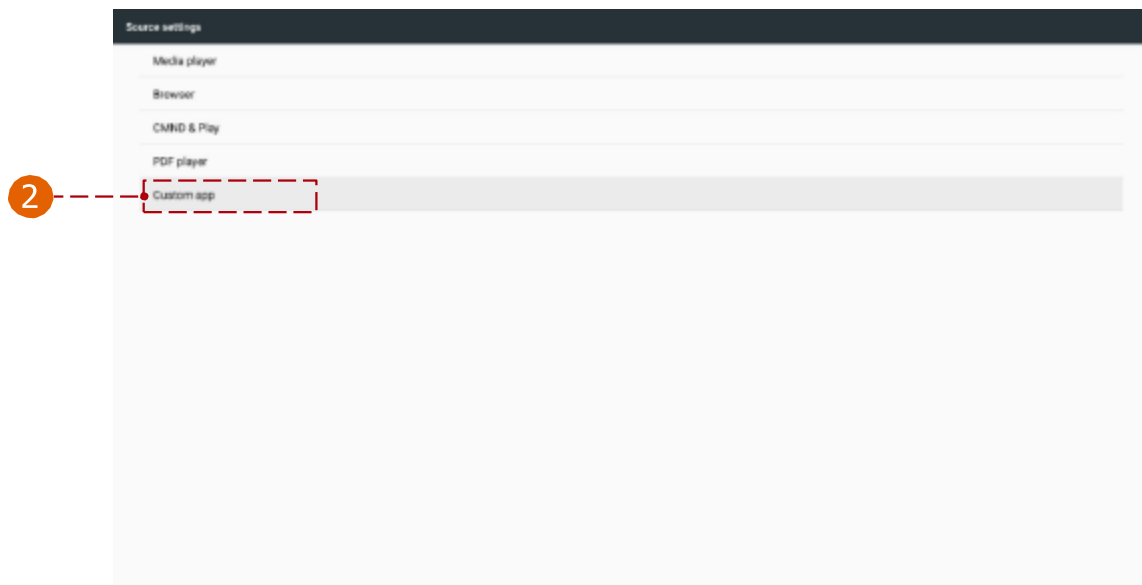 Source settings
Media player
Browser
CMND & Play
PDF player
2
Custom app